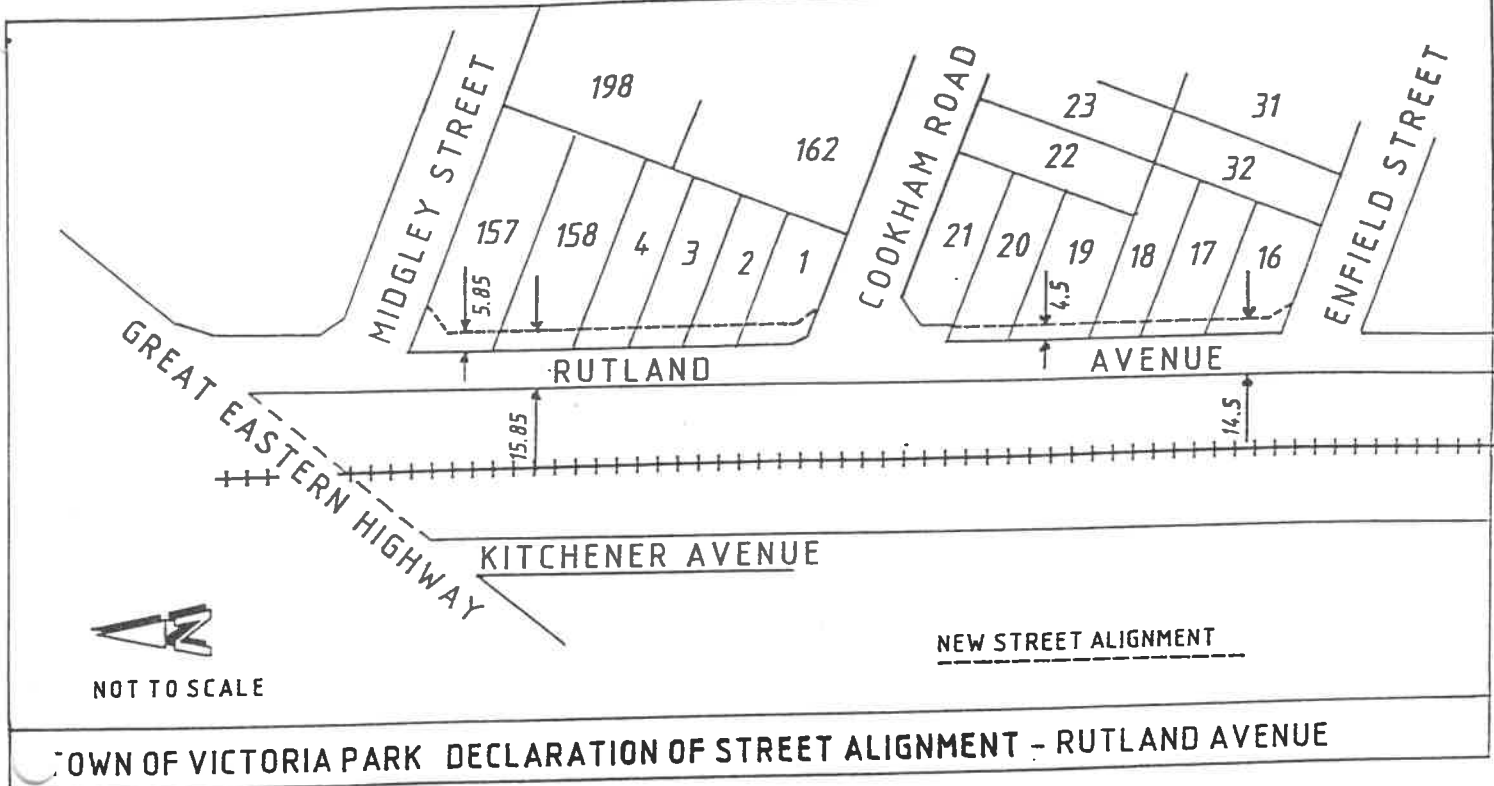 MIDGLEY STREET
198
162
COOKHAM ROAD
23
31
22
32
ENFIELD STREET
157
158
4
3
2
1
21
20
19
18
17
16
5.85
4.5
GREAT EASTERN HIGHWAY
RUTLAND
AVENUE
15.85
14.5
KITCHENER AVENUE
N
NOT TO SCALE
NEW STREET ALIGNMENT
TOWN OF VICTORIA PARK DECLARATION OF STREET ALIGNMENT - RUTLAND AVENUE